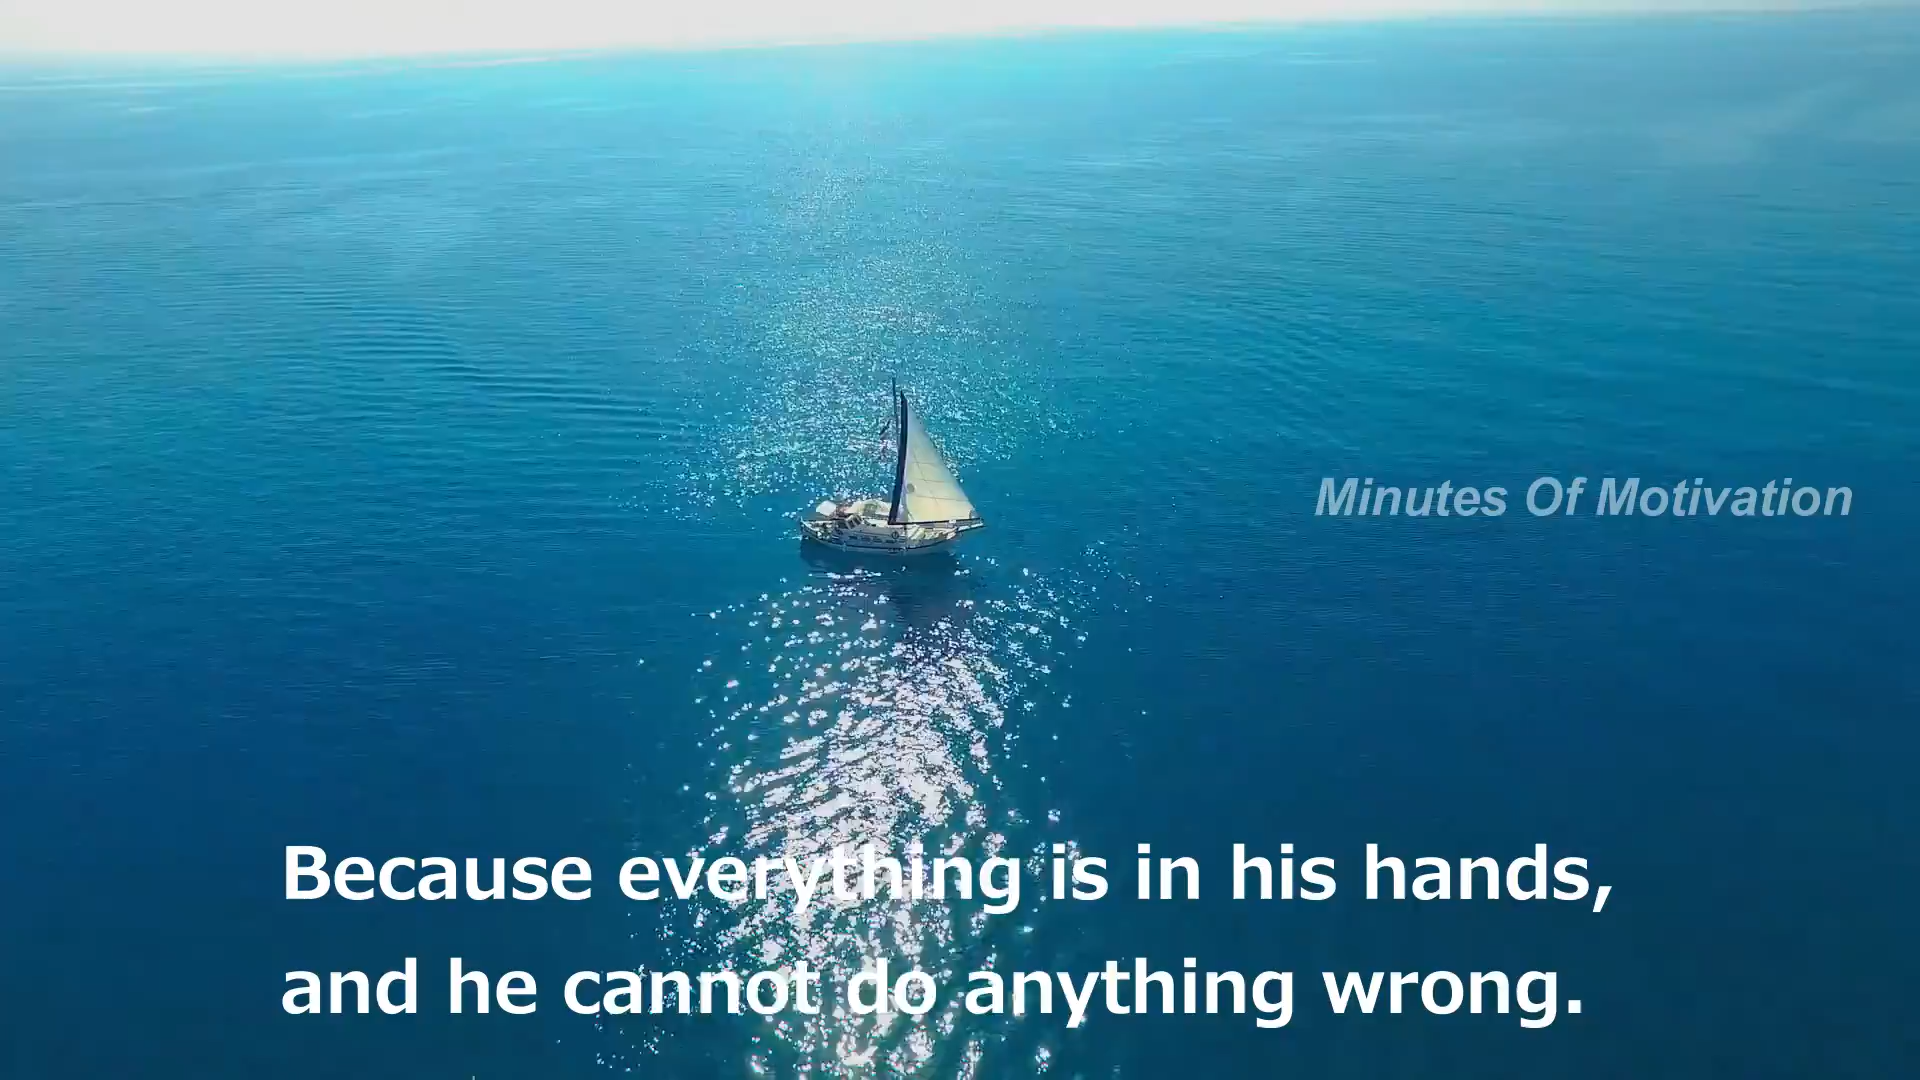 Minutes Of Motivation
Because everything is in his hands,
and he cannot do anything wrong.